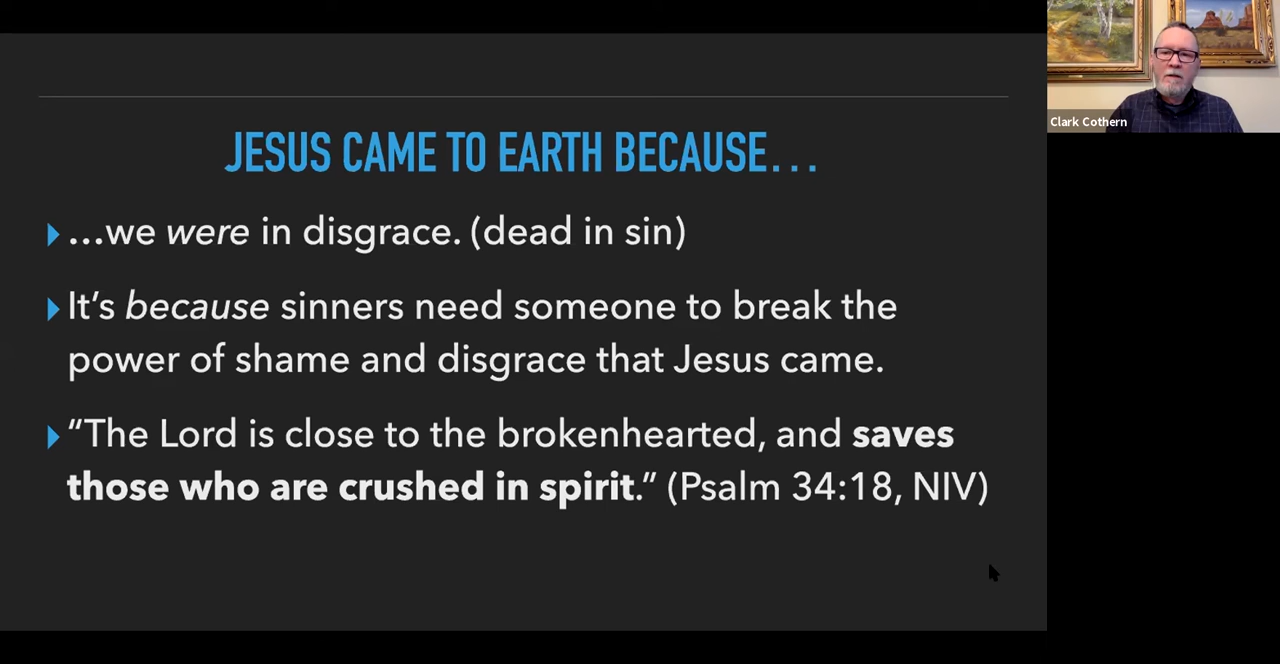 JESUS CAME TO EARTH BECAUSE...
...we were in disgrace. (dead in sin)
It’s because sinners need someone to break the
power of shame and disgrace that Jesus came.
“The Lord is close to the brokenhearted, and saves
those who are crushed in spirit.” (Psalm 34:18, NIV)
Clark Cothern